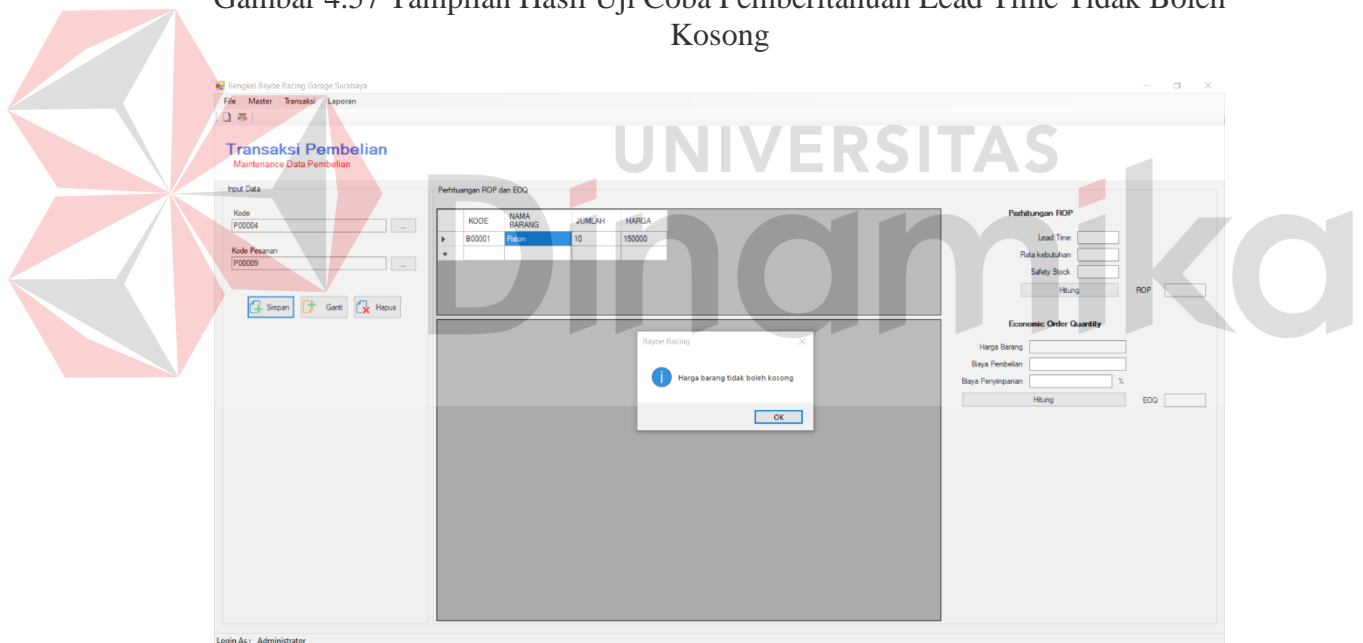 Gambar 4.57 Tampilan Hasil Uji Coba Pemberitahuan Lead Time Tidak Boleh
Kosong
Bengkel Bayoe Racing Garage Surabaya
File Master Transaksi Laporan
UNIVERSITAS
Dinamika
Transaksi Pembelian
Maintenance Data Pembelian
Input Data
Kode
P00004
...
Kode Pesanan
P00009
...
Simpan Ganti Hapus
Perhituangan ROP dan EOQ
KODE NAMA BARANG JUMLAH HARGA
B00001 Piston 10 150000
Perhitungan ROP
Lead Time
Rata kebutuhan
Safety Stock
Hitung ROP
Economic Order Quantity
Harga Barang
Biaya Pembelian
Biaya Penyimpanan %
Hitung EOQ
Bayoe Racing
Harga barang tidak boleh kosong
OK
Login As : Administrator